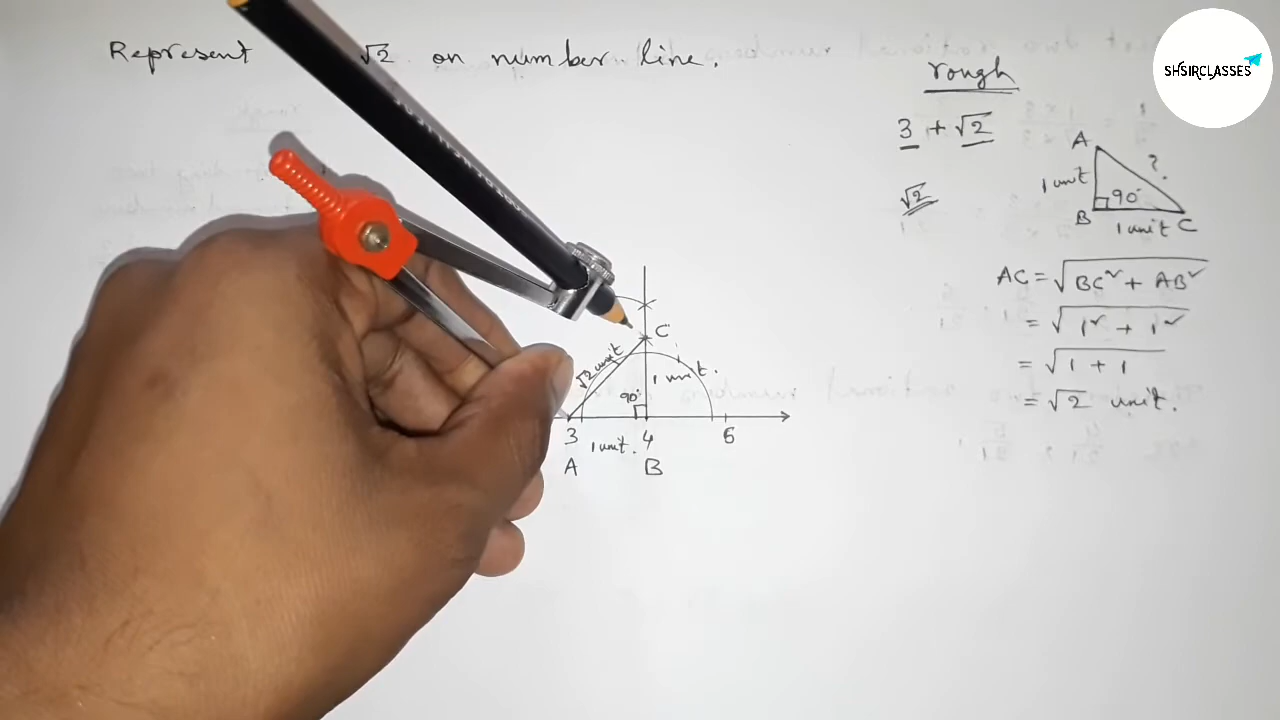 Represent √2 on number line.
SHSIRCLASSES
rough
3 + √2
√2
A
?
1 unit
90°
B
1 unit C
AC = √BC² + AB²
= √1² + 1²
= √1 + 1
= √2 unit.
C
√2 unit
1 unit.
90°
3 4 6
1 unit.
A B